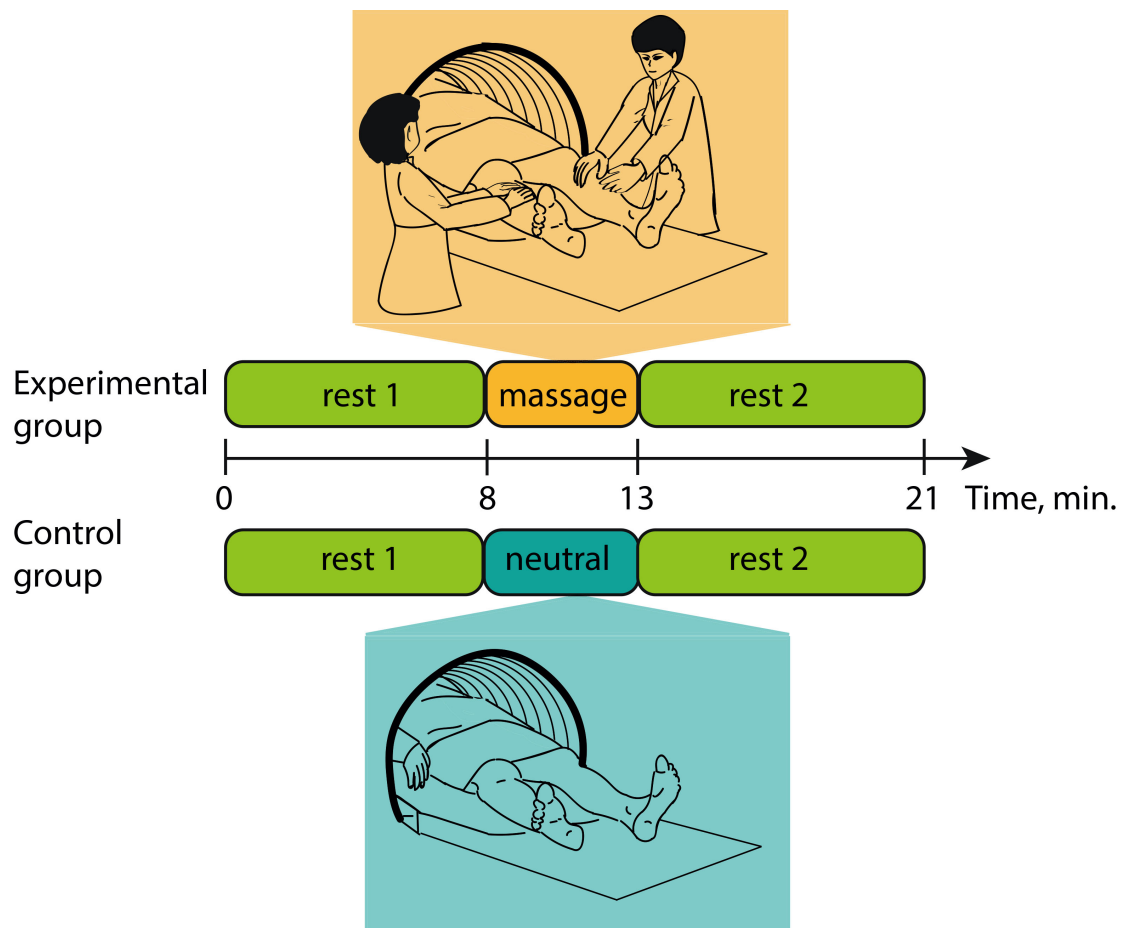 Experimental
group
rest 1
massage
rest 2
0
8
13
21
Time, min.
Control
group
rest 1
neutral
rest 2